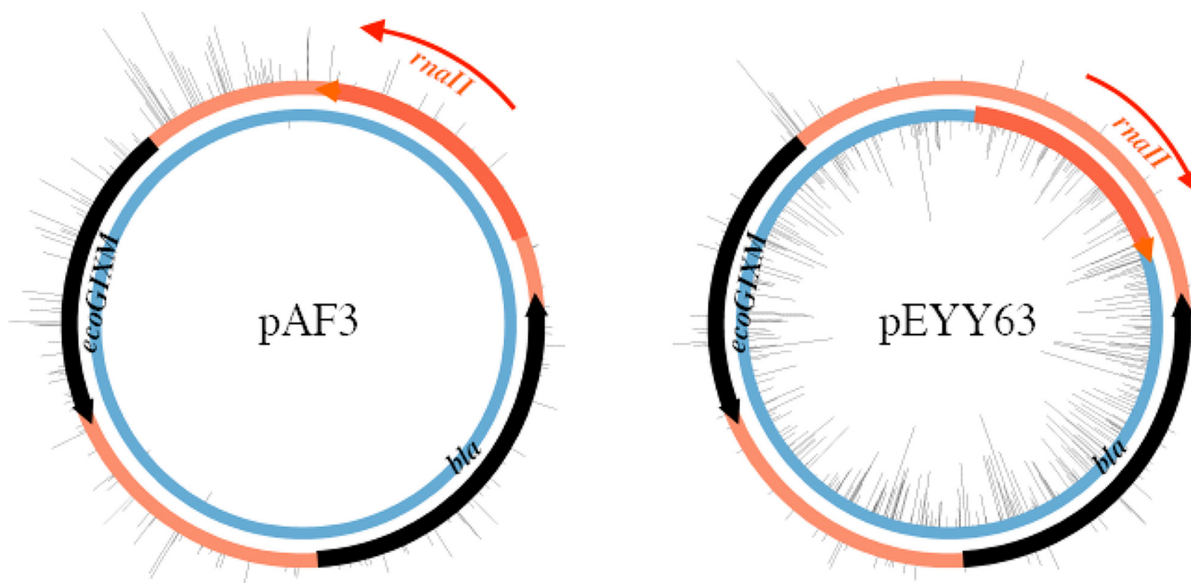 rnaII
ecoGIXM
pAF3
bla
rnaII
ecoGIXM
pEYY63
bla